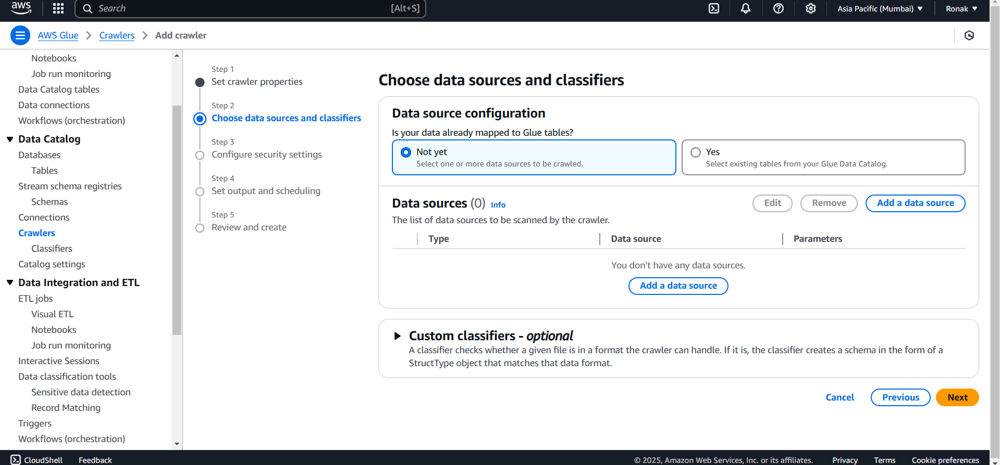 aws
Search
[Alt+S]
Asia Pacific (Mumbai)
Ronak
AWS Glue
Crawlers
Add crawler
Notebooks
Job run monitoring
Data Catalog tables
Data connections
Workflows (orchestration)
Data Catalog
Databases
Tables
Stream schema registries
Schemas
Connections
Crawlers
Classifiers
Catalog settings
Data Integration and ETL
ETL jobs
Visual ETL
Notebooks
Job run monitoring
Interactive Sessions
Data classification tools
Sensitive data detection
Record Matching
Triggers
Workflows (orchestration)
Step 1
Set crawler properties
Step 2
Choose data sources and classifiers
Step 3
Configure security settings
Step 4
Set output and scheduling
Step 5
Review and create
Choose data sources and classifiers
Data source configuration
Is your data already mapped to Glue tables?
Not yet
Select one or more data sources to be crawled.
Yes
Select existing tables from your Glue Data Catalog.
Data sources (0) Info
Edit
Remove
Add a data source
The list of data sources to be scanned by the crawler.
Type
Data source
Parameters
You don't have any data sources.
Add a data source
Custom classifiers - optional
A classifier checks whether a given file is in a format the crawler can handle. If it is, the classifier creates a schema in the form of a
StructType object that matches that data format.
Cancel
Previous
Next
CloudShell
Feedback
© 2025, Amazon Web Services, Inc. or its affiliates.
Privacy
Terms
Cookie preferences